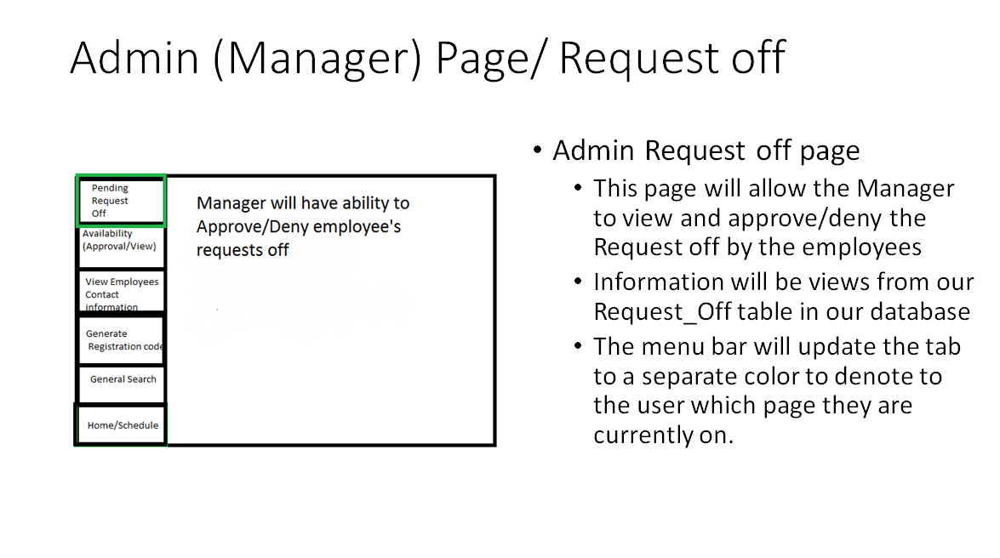 Admin (Manager) Page/ Request off
Pending
Request
Off
Availability
(Approval/View)
View Employees
Contact
information
Generate
Registration code
General Search
Home/Schedule
Manager will have ability to
Approve/Deny employee's
requests off
• Admin Request off page
• This page will allow the Manager
to view and approve/deny the
Request off by the employees
• Information will be views from our
Request_Off table in our database
• The menu bar will update the tab
to a separate color to denote to
the user which page they are
currently on.